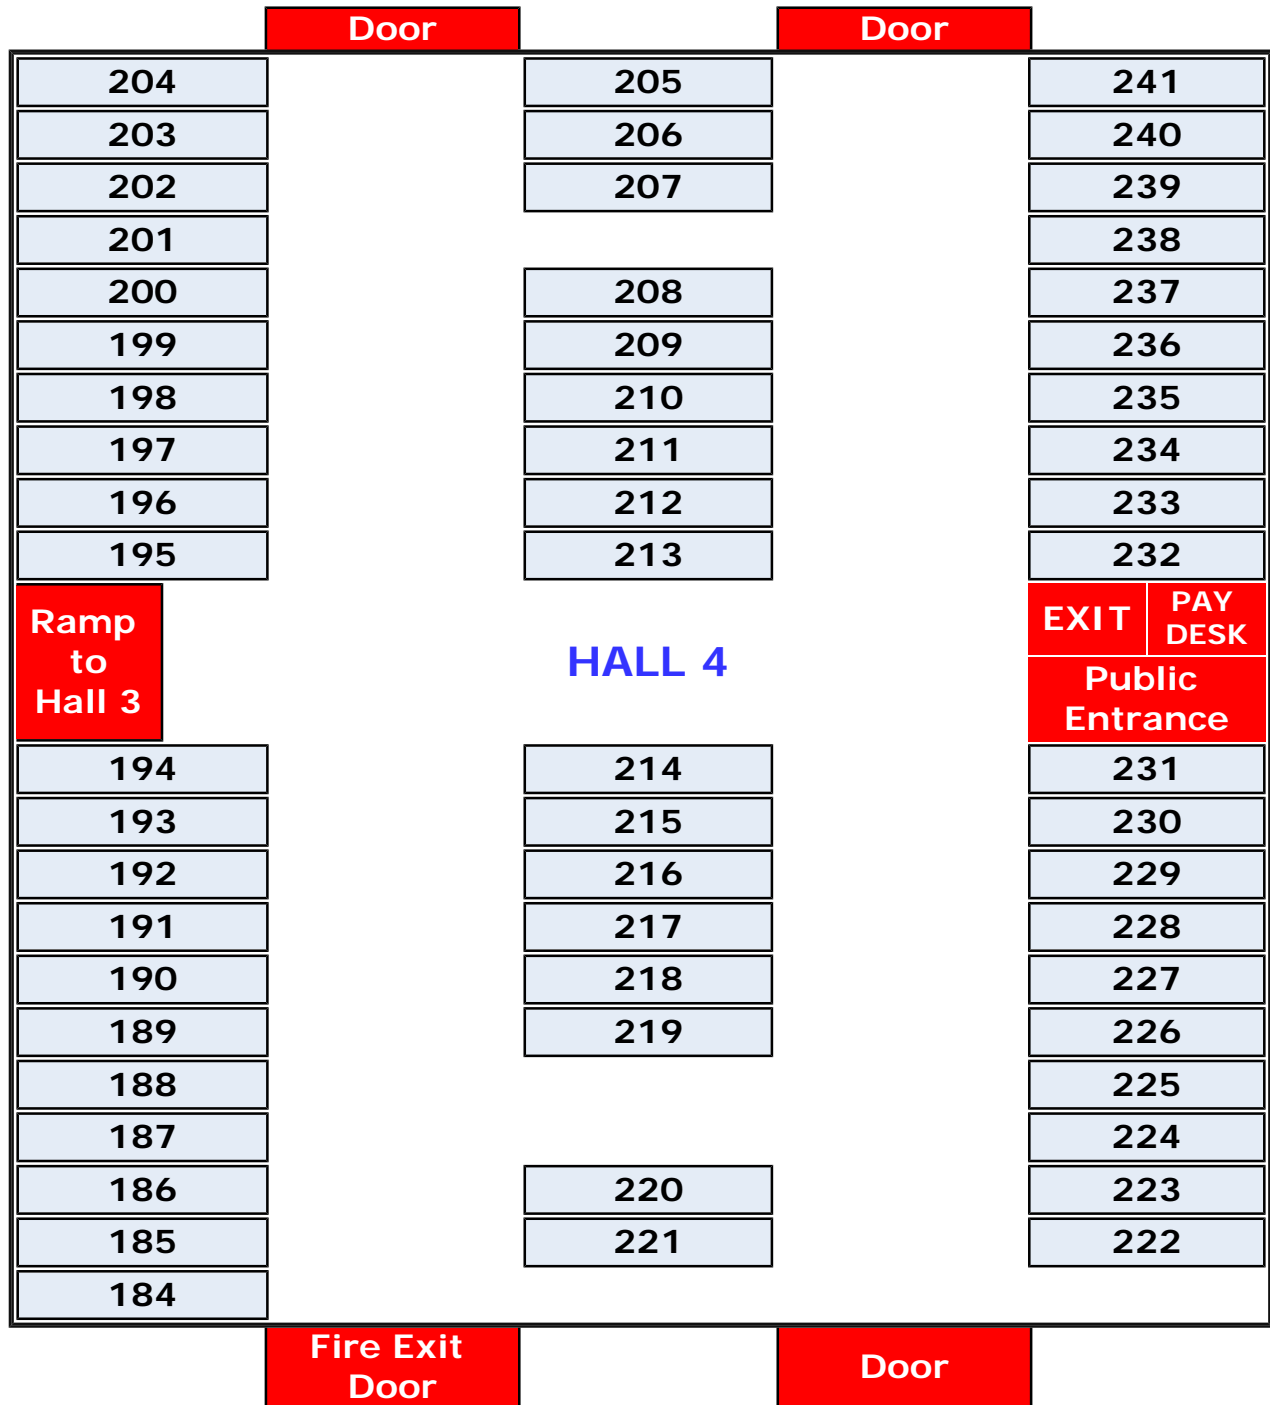 Door Door
204 205 241
203 206 240
202 207 239
201 238
200 208 237
199 209 236
198 210 235
197 211 234
196 212 233
195 213 232
Ramp
to
Hall 3
HALL 4
EXIT
PAY
DESK
Public
Entrance
194 214 231
193 215 230
192 216 229
191 217 228
190 218 227
189 219 226
188 225
187 224
186 220 223
185 221 222
184
Fire Exit
Door
Door